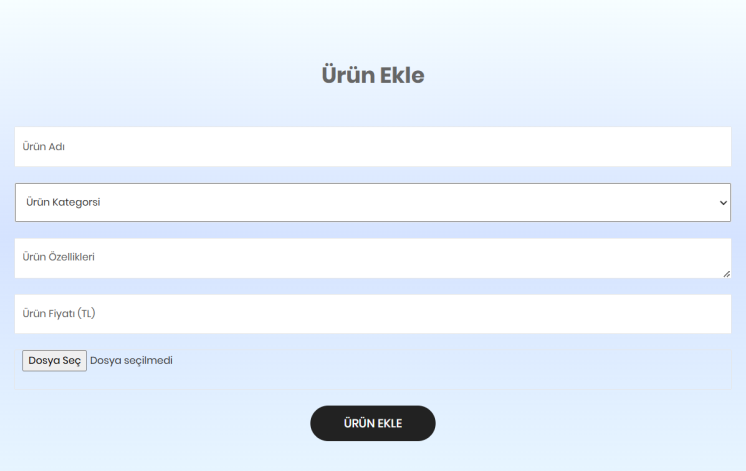 Ürün Ekle
Ürün Adı
Ürün Kategorsi
Ürün Özellikleri
Ürün Fiyatı (TL)
Dosya Seç Dosya seçilmedi
ÜRÜN EKLE